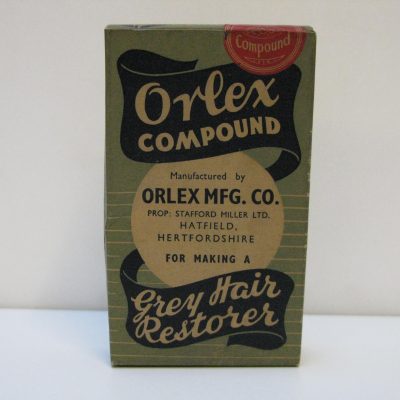 Compound
Orlex
COMPOUND
Manufactured by
ORLEX MFG. CO.
PROP: STAFFORD MILLER LTD.
HATFIELD,
HERTFORDSHIRE
FOR MAKING A
Grey Hair
Restorer